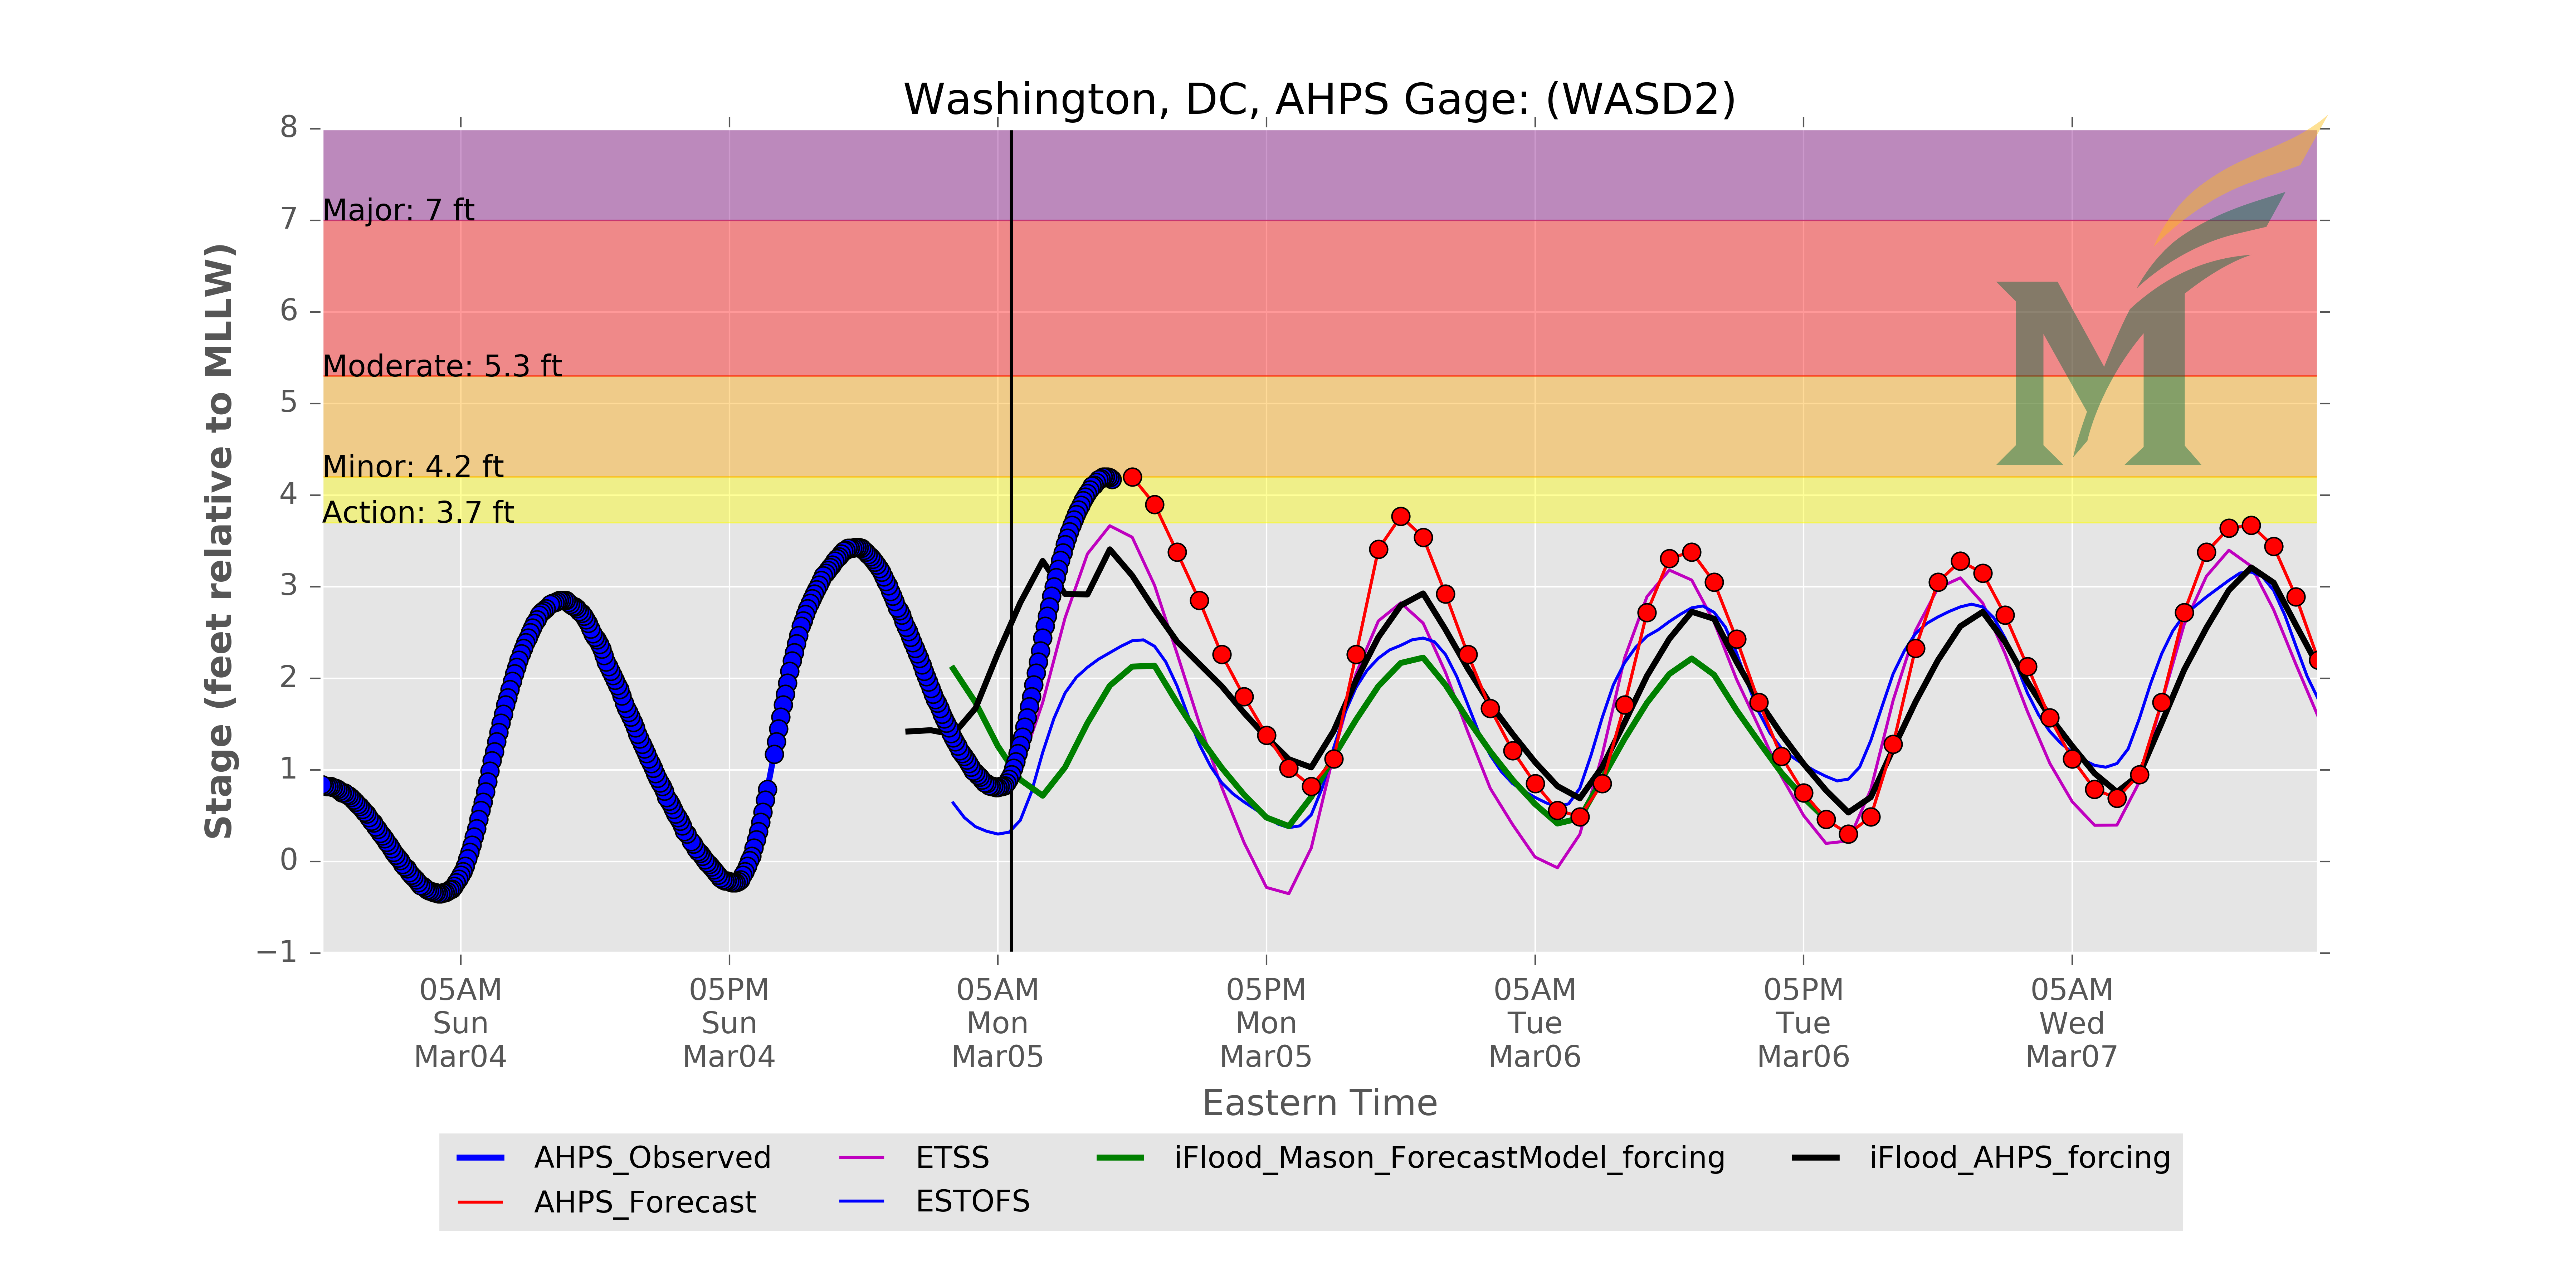 Washington, DC, AHPS Gage: (WASD2)
Stage (feet relative to MLLW)
8
7
6
5
4
3
2
1
0
−1
Major: 7 ft
Moderate: 5.3 ft
Minor: 4.2 ft
Action: 3.7 ft
05AM 05PM 05AM 05PM 05AM 05PM 05AM
Sun Sun Mon Mon Tue Tue Wed
Mar04 Mar04 Mar05 Mar05 Mar06 Mar06 Mar07
Eastern Time
AHPS_Observed ETSS iFlood_Mason_ForecastModel_forcing iFlood_AHPS_forcing
AHPS_Forecast ESTOFS
M